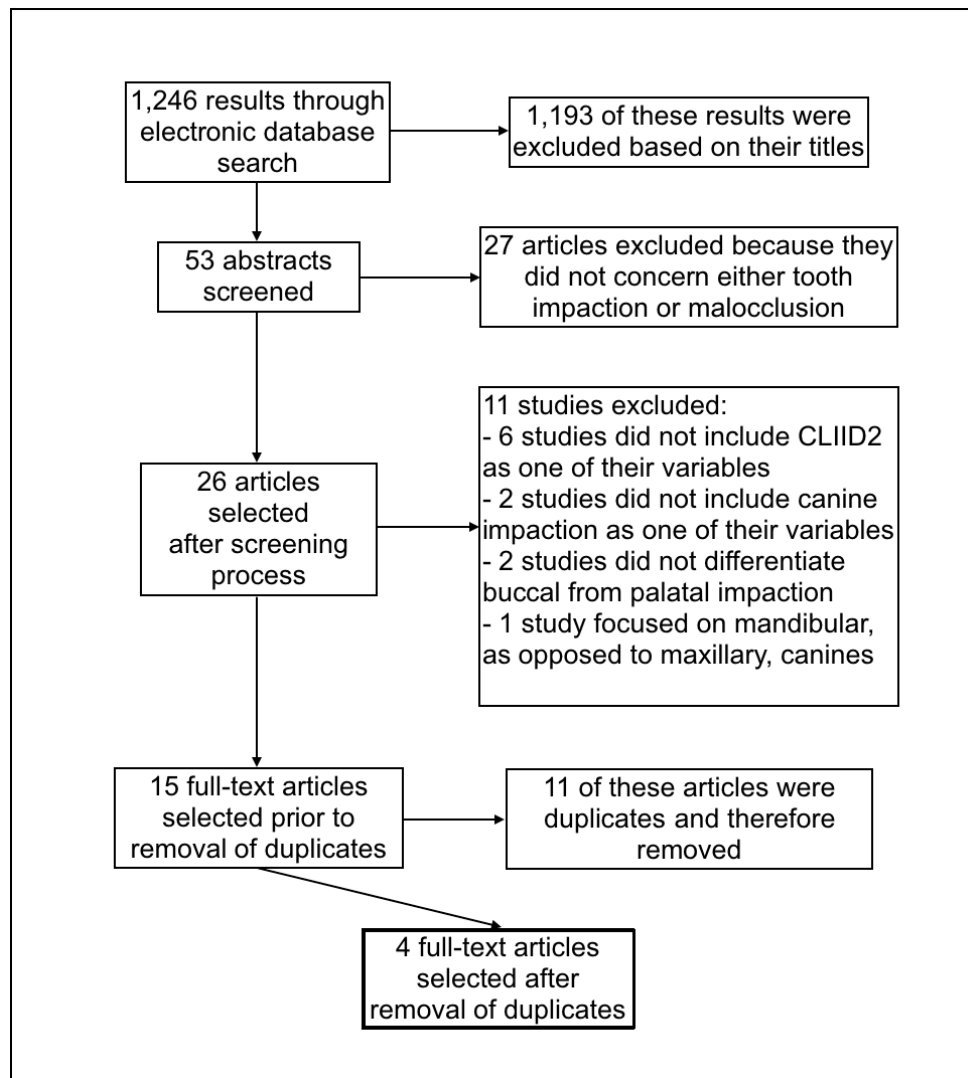 1,246 results through
electronic database
search
1,193 of these results were
excluded based on their titles
53 abstracts
screened
27 articles excluded because they
did not concern either tooth
impaction or malocclusion
26 articles
selected
after screening
process
11 studies excluded:
- 6 studies did not include CLIID2
as one of their variables
- 2 studies did not include canine
impaction as one of their variables
- 2 studies did not differentiate
buccal from palatal impaction
- 1 study focused on mandibular,
as opposed to maxillary, canines
15 full-text articles
selected prior to
removal of duplicates
11 of these articles were
duplicates and therefore
removed
4 full-text articles
selected after
removal of duplicates